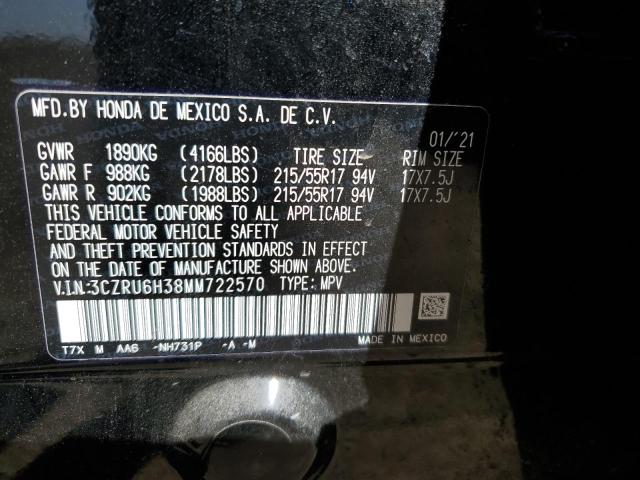 MFD.BY HONDA DE MEXICO S.A. DE C.V.
01/'21
GVWR 1890KG (4166LBS) TIRE SIZE RIM SIZE
GAWR F 988KG (2178LBS) 215/55R17 94V 17X7.5J
GAWR R 902KG (1988LBS) 215/55R17 94V 17X7.5J
THIS VEHICLE CONFORMS TO ALL APPLICABLE
FEDERAL MOTOR VEHICLE SAFETY
AND THEFT PREVENTION STANDARDS IN EFFECT
ON THE DATE OF MANUFACTURE SHOWN ABOVE.
V.I.N.:3CZRU6H38MM722570 TYPE: MPV
T7X M AA6 -NH731P -A -M
MADE IN MEXICO